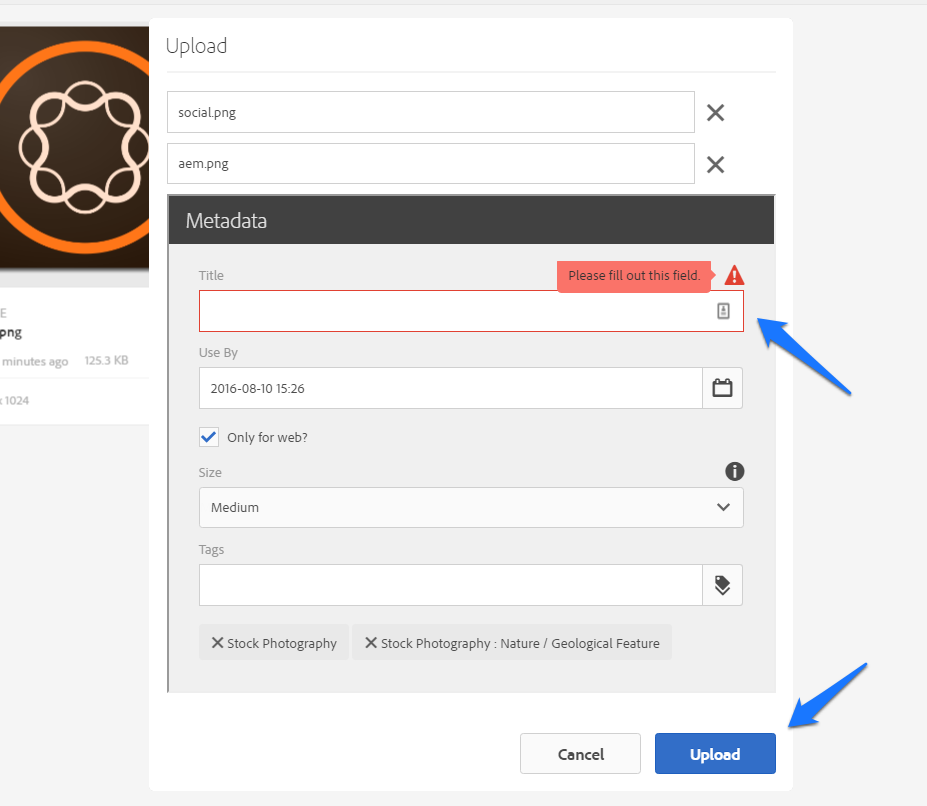 Upload
social.png
aem.png
Metadata
Title
Please fill out this field.
Use By
2016-08-10 15:26
Only for web?
Size
Medium
Tags
Stock Photography
Stock Photography : Nature / Geological Feature
Cancel
Upload
E
png
minutes ago 125.3 KB
1024